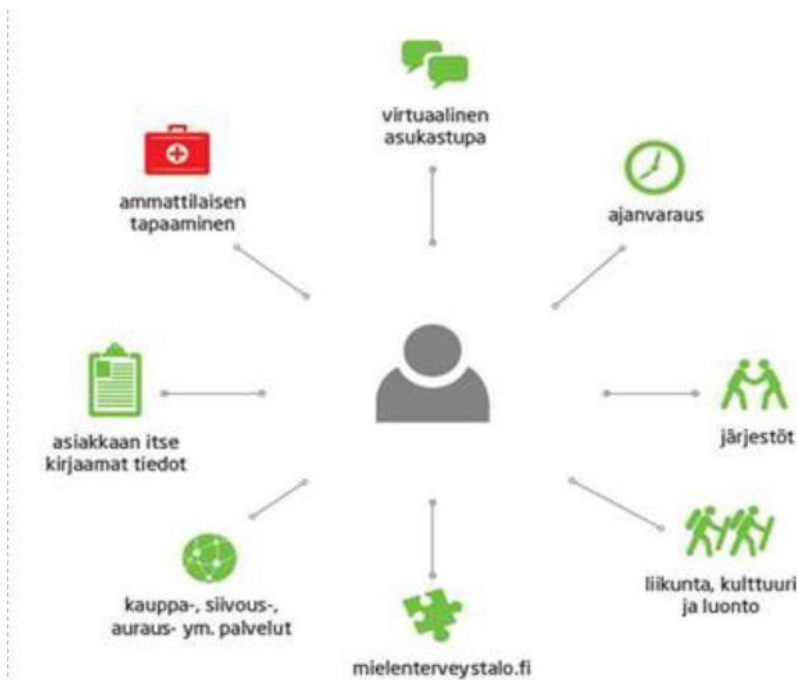 virtuaalinen
asukastupa
ammattilaisen
tapaaminen
ajanvaraus
asiakkaan itse
kirjaamat tiedot
järjestöt
kauppa-, siivous-,
auraus- ym. palvelut
liikunta, kulttuuri
ja luonto
mielenterveystalo.fi